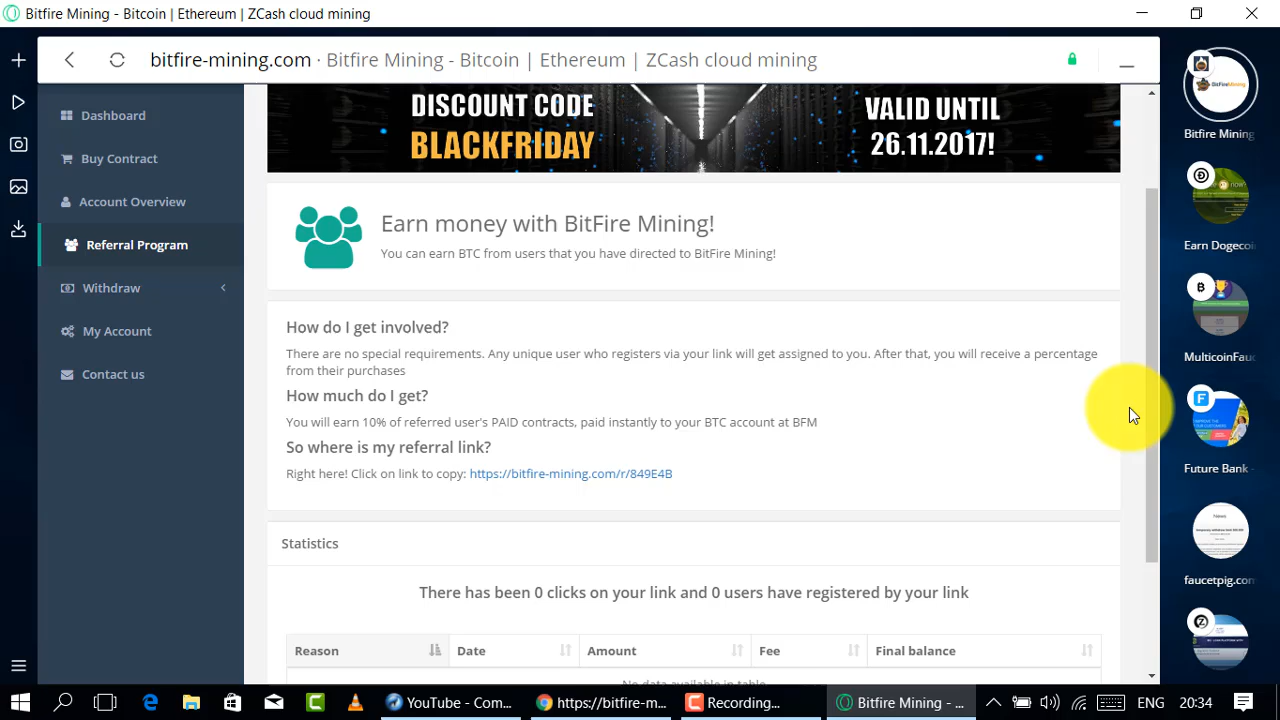 Bitfire Mining - Bitcoin | Ethereum | ZCash cloud mining
bitfire-mining.com · Bitfire Mining - Bitcoin | Ethereum | ZCash cloud mining
Dashboard
Buy Contract
Account Overview
Referral Program
Withdraw
My Account
Contact us
DISCOUNT CODE
BLACKFRIDAY
VALID UNTIL
26.11.2017!
Earn money with BitFire Mining!
You can earn BTC from users that you have directed to BitFire Mining!
How do I get involved?
There are no special requirements. Any unique user who registers via your link will get assigned to you. After that, you will receive a percentage
from their purchases
How much do I get?
You will earn 10% of referred user's PAID contracts, paid instantly to your BTC account at BFM
So where is my referral link?
Right here! Click on link to copy: https://bitfire-mining.com/r/849E4B
Statistics
There has been 0 clicks on your link and 0 users have registered by your link
Reason
Date
Amount
Fee
Final balance
No data available in table
Bitfire Mining
Earn Dogecoi
MulticoinFauc
Future Bank -
faucetpig.com
YouTube - Com...
https://bitfire-m...
Recording...
Bitfire Mining - ...
ENG
20:34